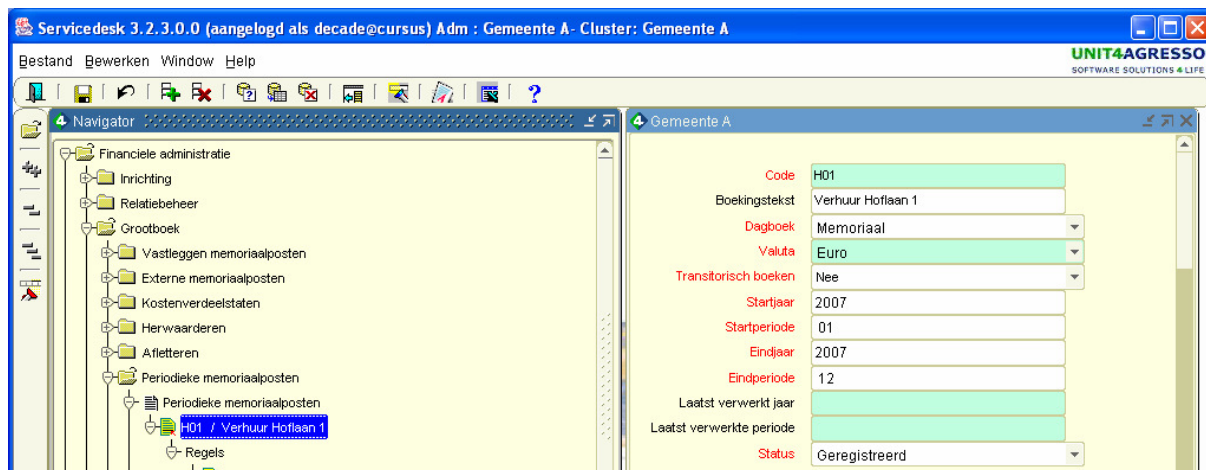 Servicedesk 3.2.3.0.0 (aangelogd als decade@cursus) Adm : Gemeente A- Cluster: Gemeente A
Bestand Bewerken Window Help
UNIT4AGRESSO
SOFTWARE SOLUTIONS 4 LIFE
Navigator
Financiele administratie
Inrichting
Relatiebeheer
Grootboek
Vastleggen memoriaalposten
Externe memoriaalposten
Kostenverdeelstaten
Herwaarderen
Afletteren
Periodieke memoriaalposten
Periodieke memoriaalposten
H01 / Verhuur Hoflaan 1
Regels
Gemeente A
Code H01
Boekingstekst Verhuur Hoflaan 1
Dagboek Memoriaal
Valuta Euro
Transitorisch boeken Nee
Startjaar 2007
Startperiode 01
Eindjaar 2007
Eindperiode 12
Laatst verwerkt jaar
Laatst verwerkte periode
Status Geregistreerd